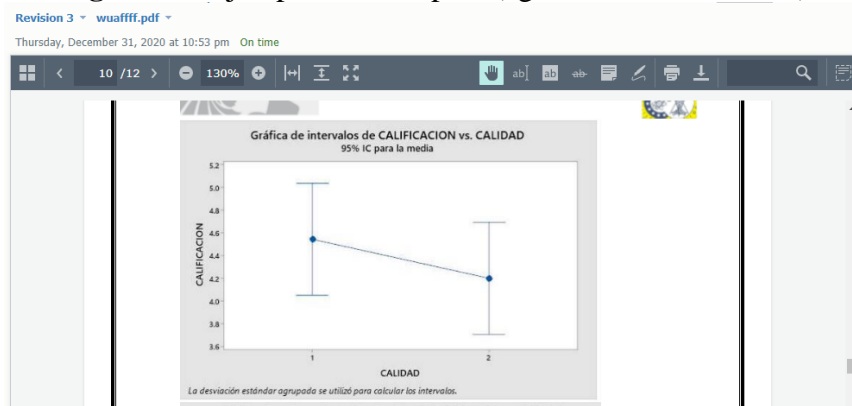 Revision 3 wuaffff.pdf
Thursday, December 31, 2020 at 10:53 pm On time
10 /12 130% ab ab ab
Gráfica de intervalos de CALIFICACION vs. CALIDAD
95% IC para la media
5.2
5.0
4.8
4.6
4.4
4.2
4.0
3.8
3.6
CALIFICACION
1 2
CALIDAD
La desviación estándar agrupada se utilizó para calcular los intervalos.